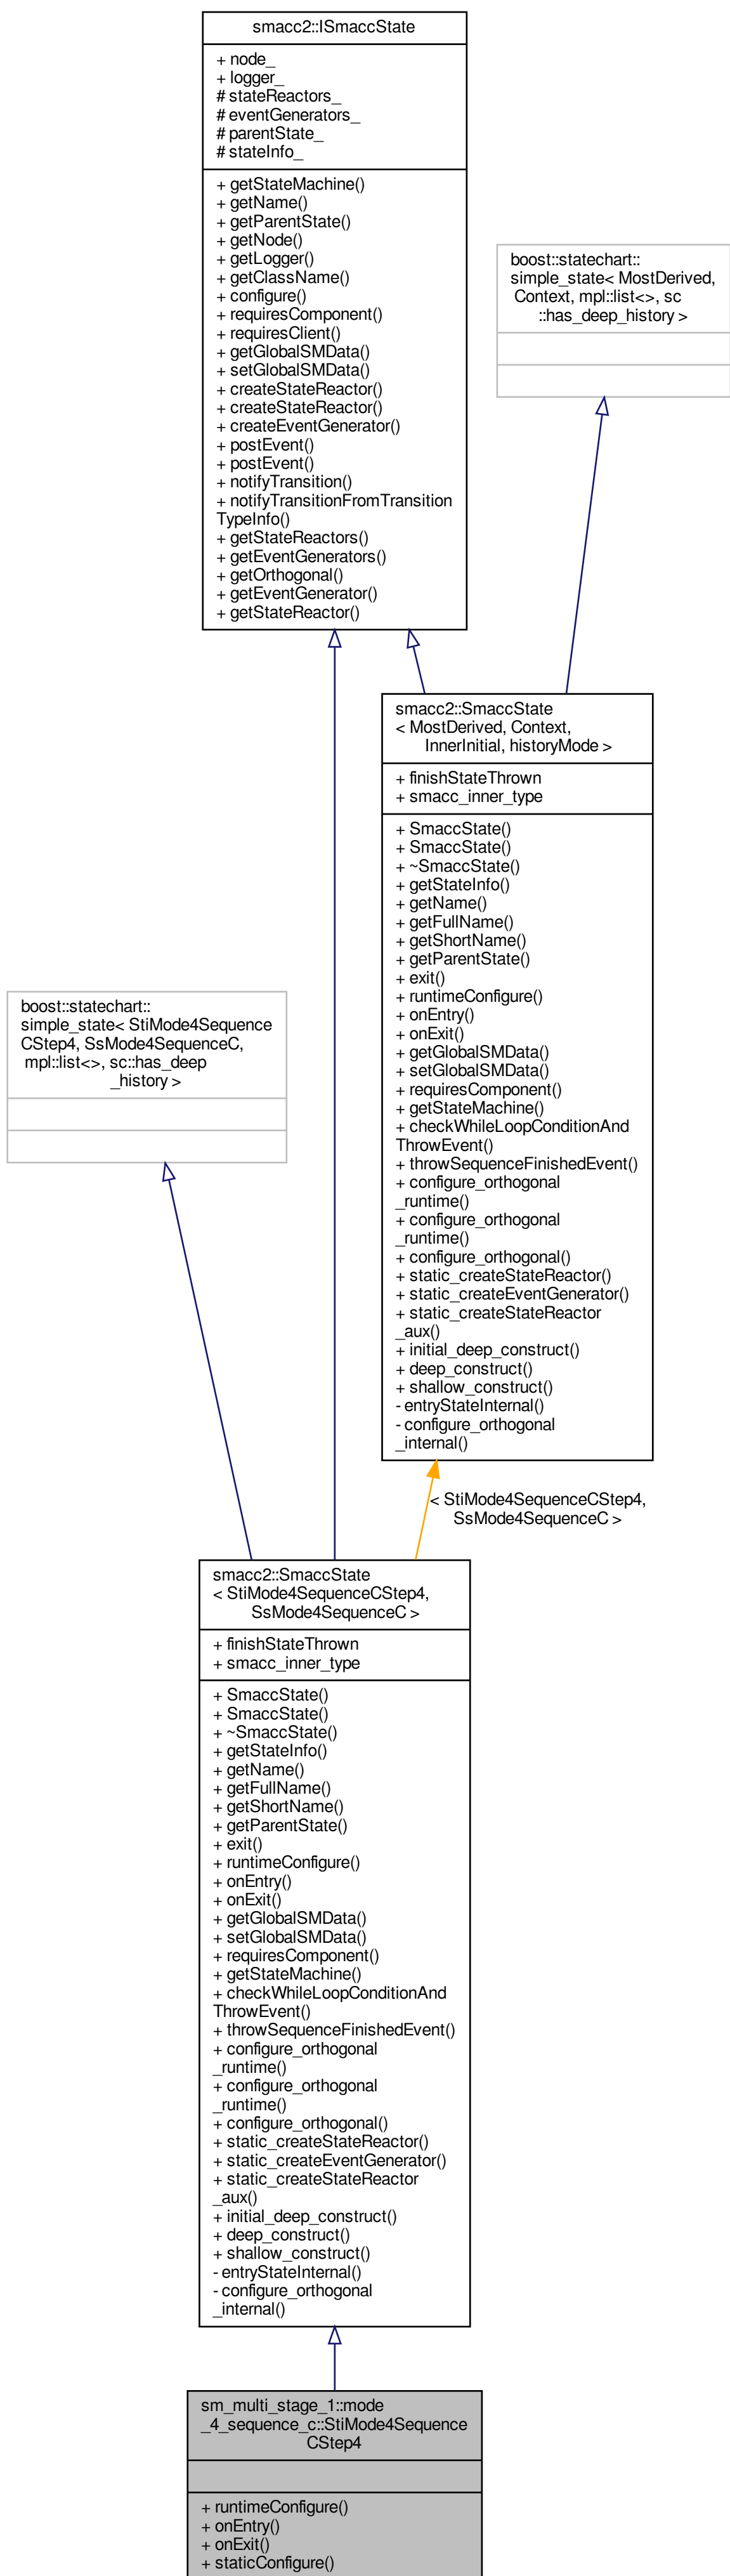 smacc2::ISmaccState
+ node_
+ logger_
# stateReactors_
# eventGenerators_
# parentState_
# stateInfo_
+ getStateMachine()
+ getName()
+ getParentState()
+ getNode()
+ getLogger()
+ getClassName()
+ configure()
+ requiresComponent()
+ requiresClient()
+ getGlobalSMData()
+ setGlobalSMData()
+ createStateReactor()
+ createStateReactor()
+ createEventGenerator()
+ postEvent()
+ postEvent()
+ notifyTransition()
+ notifyTransitionFromTransition
TypeInfo()
+ getStateReactors()
+ getEventGenerators()
+ getOrthogonal()
+ getEventGenerator()
+ getStateReactor()
boost::statechart::
simple_state< MostDerived,
Context, mpl::list<>, sc
::has_deep_history >
smacc2::SmaccState
< MostDerived, Context,
InnerInitial, historyMode >
+ finishStateThrown
+ smacc_inner_type
+ SmaccState()
+ SmaccState()
+ ~SmaccState()
+ getStateInfo()
+ getName()
+ getFullName()
+ getShortName()
+ getParentState()
+ exit()
+ runtimeConfigure()
+ onEntry()
+ onExit()
+ getGlobalSMData()
+ setGlobalSMData()
+ requiresComponent()
+ getStateMachine()
+ checkWhileLoopConditionAnd
ThrowEvent()
+ throwSequenceFinishedEvent()
+ configure_orthogonal
_runtime()
+ configure_orthogonal
_runtime()
+ configure_orthogonal()
+ static_createStateReactor()
+ static_createEventGenerator()
+ static_createStateReactor
_aux()
+ initial_deep_construct()
+ deep_construct()
+ shallow_construct()
- entryStateInternal()
- configure_orthogonal
_internal()
boost::statechart::
simple_state< StiMode4Sequence
CStep4, SsMode4SequenceC,
mpl::list<>, sc::has_deep
_history >
< StiMode4SequenceCStep4,
SsMode4SequenceC >
smacc2::SmaccState
< StiMode4SequenceCStep4,
SsMode4SequenceC >
+ finishStateThrown
+ smacc_inner_type
+ SmaccState()
+ SmaccState()
+ ~SmaccState()
+ getStateInfo()
+ getName()
+ getFullName()
+ getShortName()
+ getParentState()
+ exit()
+ runtimeConfigure()
+ onEntry()
+ onExit()
+ getGlobalSMData()
+ setGlobalSMData()
+ requiresComponent()
+ getStateMachine()
+ checkWhileLoopConditionAnd
ThrowEvent()
+ throwSequenceFinishedEvent()
+ configure_orthogonal
_runtime()
+ configure_orthogonal
_runtime()
+ configure_orthogonal()
+ static_createStateReactor()
+ static_createEventGenerator()
+ static_createStateReactor
_aux()
+ initial_deep_construct()
+ deep_construct()
+ shallow_construct()
- entryStateInternal()
- configure_orthogonal
_internal()
sm_multi_stage_1::mode
_4_sequence_c::StiMode4Sequence
CStep4
+ runtimeConfigure()
+ onEntry()
+ onExit()
+ staticConfigure()